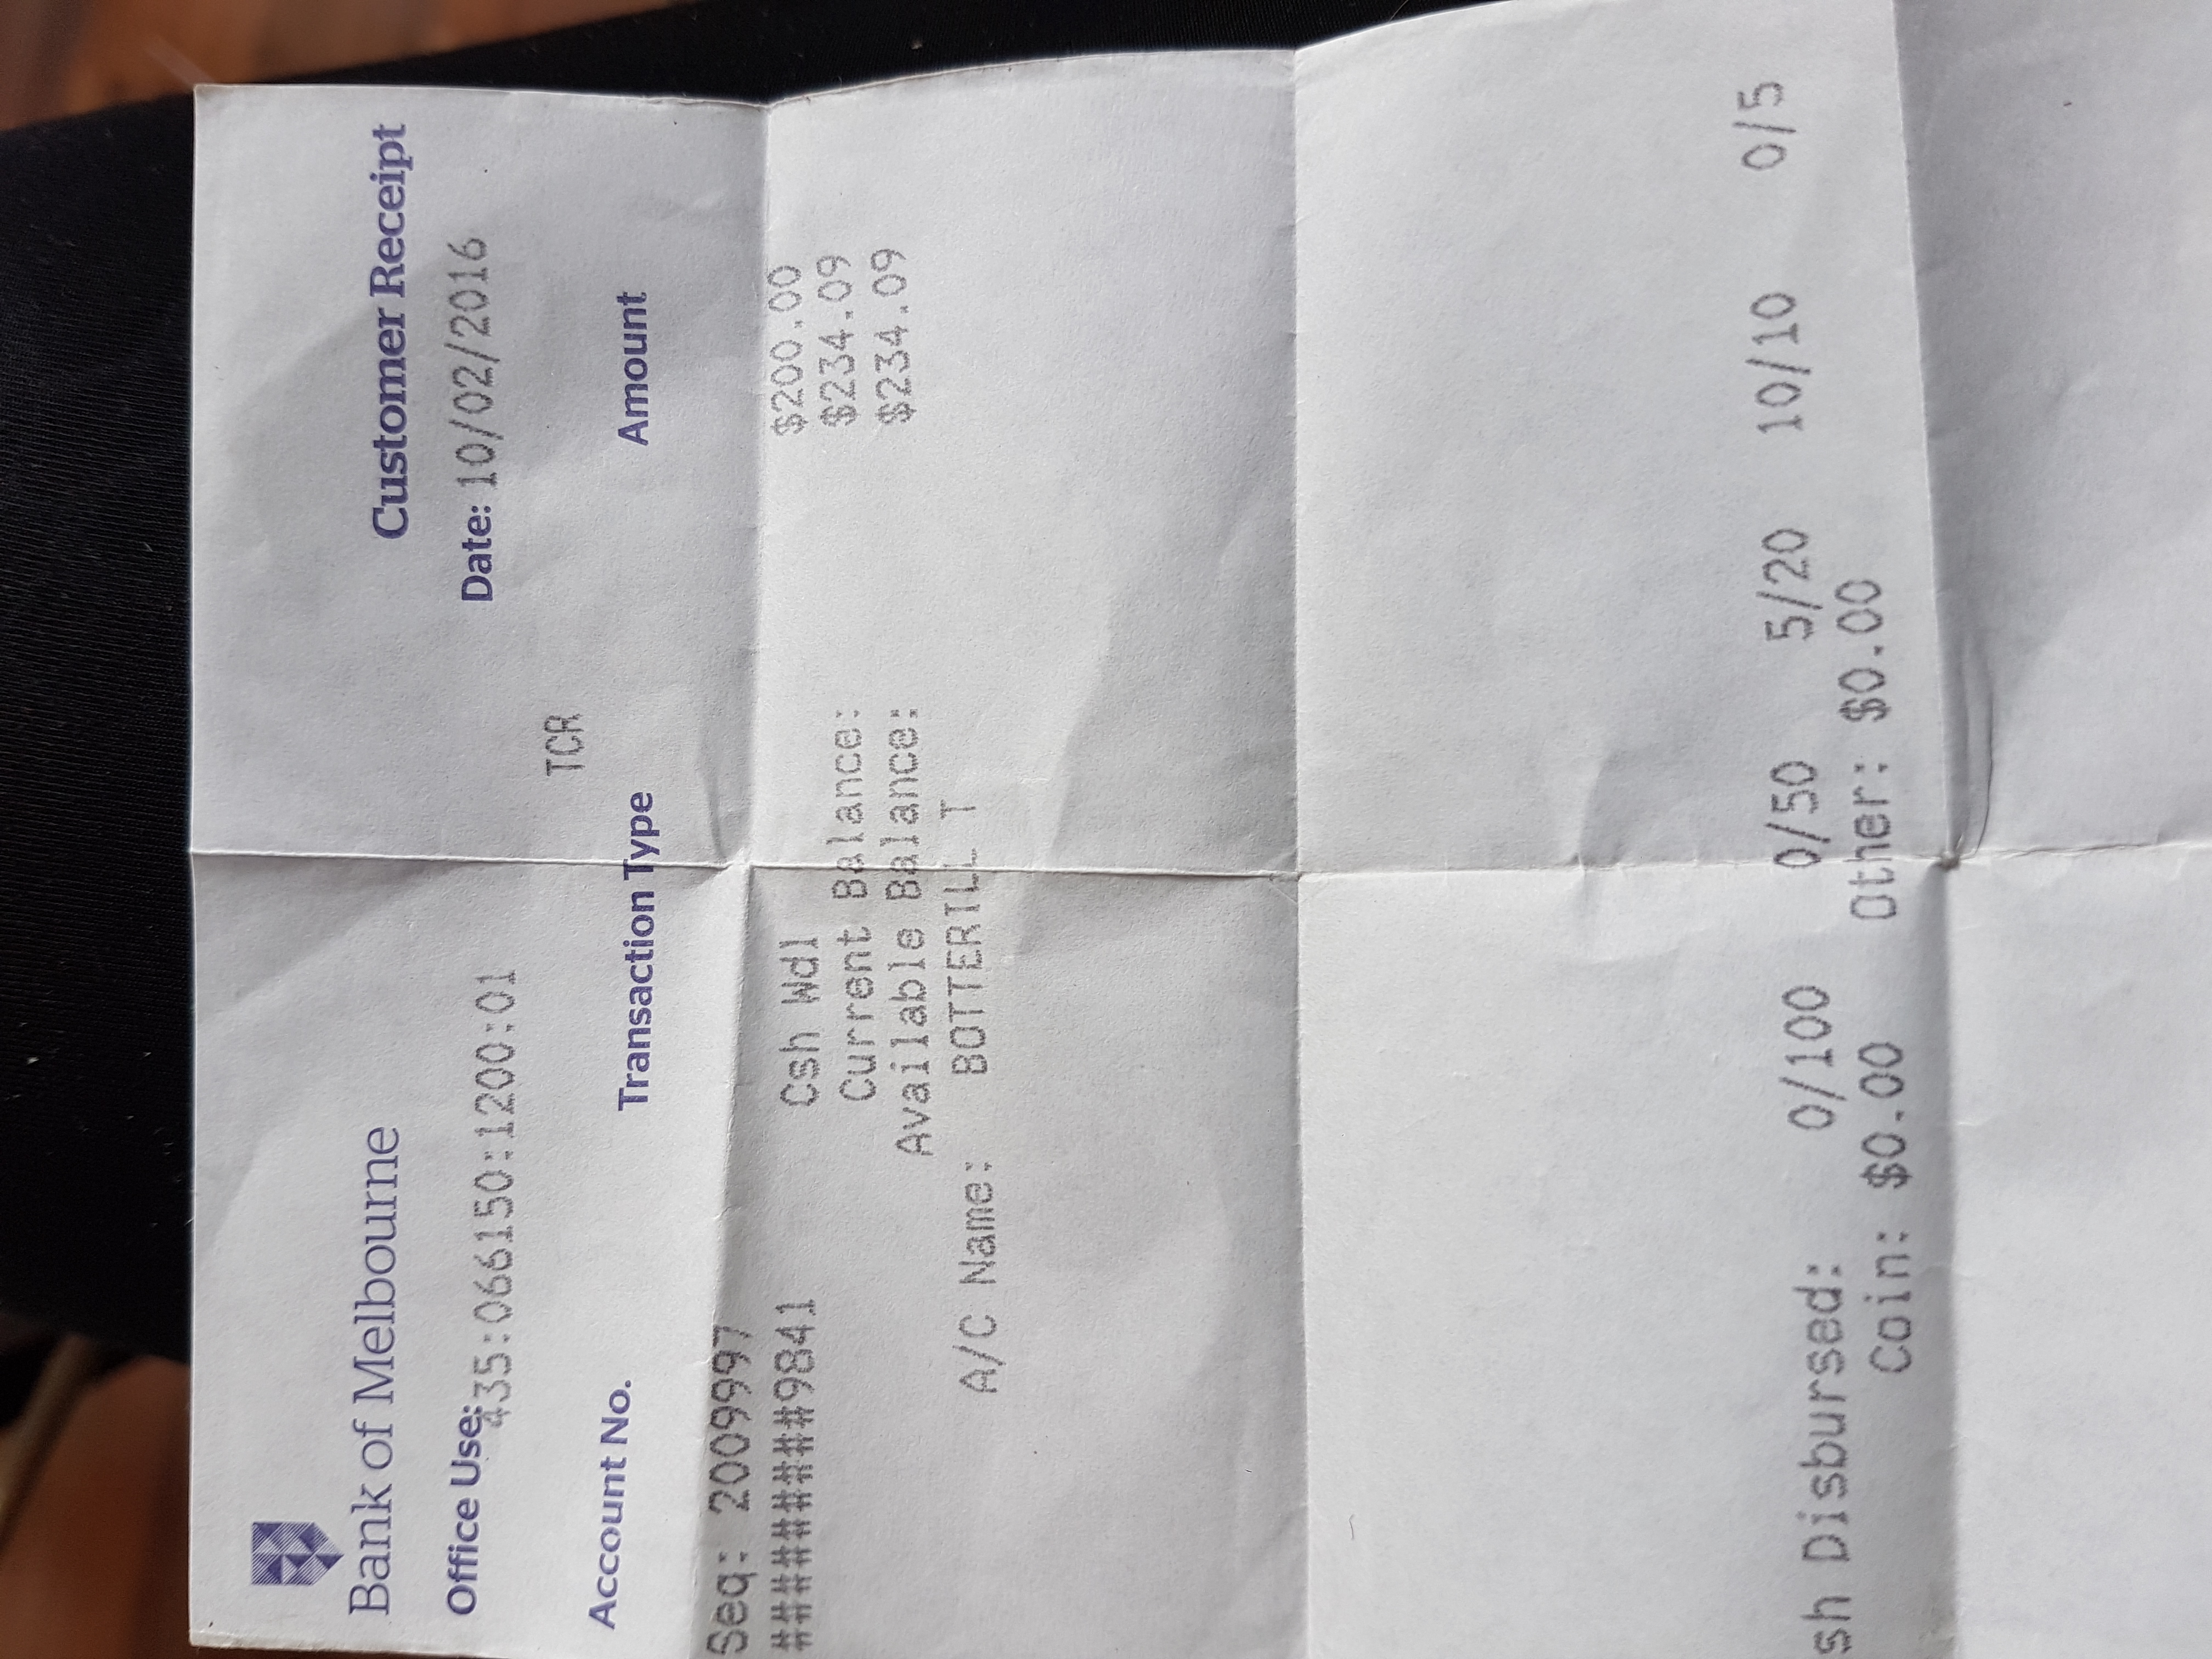 Bank of Melbourne
Customer Receipt
Office Use: 435:066150:1200:01 Date: 10/02/2016
TCR
Account No. Transaction Type Amount
Seq: 200997
########9841 Csh Wdl $200.00
Current Balance: $234.09
Available Balance: $234.09
A/C Name: BOTTERILL T
sh Disbursed: 0/100 0/50 5/20 10/10 0/5
Coin: $0.00 Other: $0.00